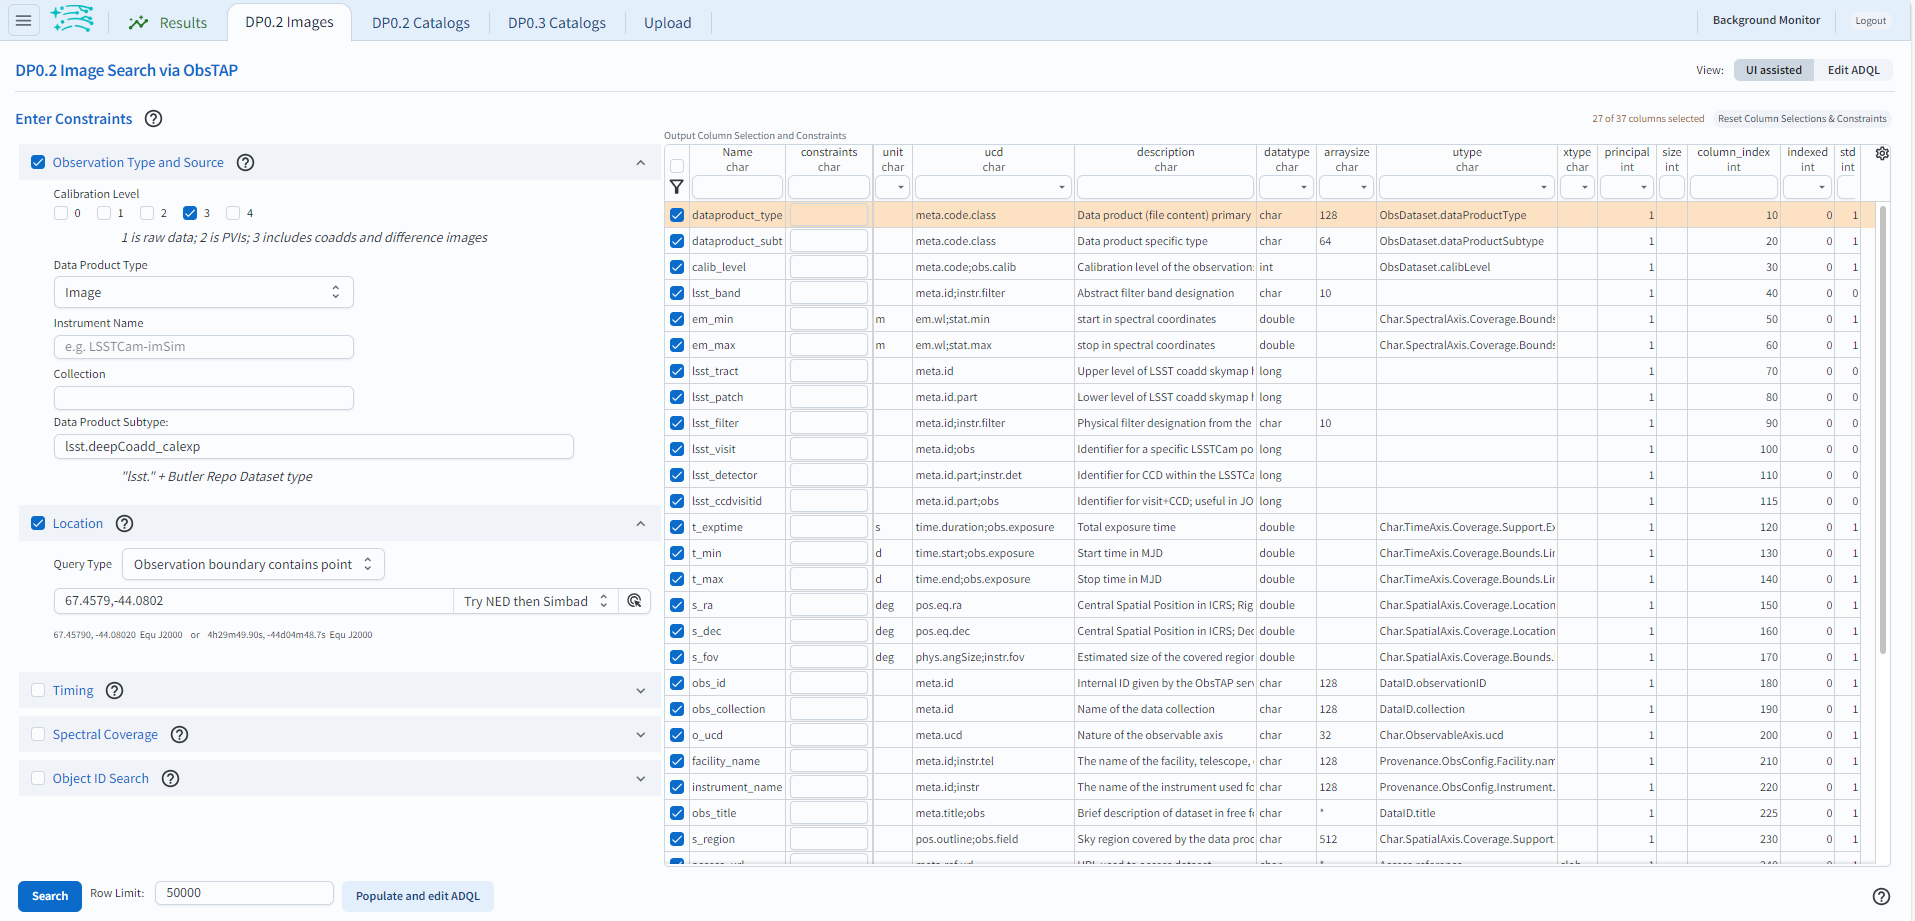 Results
DP0.2 Images
DP0.2 Catalogs
DP0.3 Catalogs
Upload
Background Monitor
Logout
DP0.2 Image Search via ObsTAP
View: UI assisted Edit ADQL
Enter Constraints
27 of 37 columns selected Reset Column Selections & Constraints
Observation Type and Source
Calibration Level
0 1 2 3 4
1 is raw data; 2 is PVIs; 3 includes coadds and difference images
Data Product Type
Image
Instrument Name
e.g. LSSTCam-imSim
Collection
Data Product Subtype:
lsst.deepCoadd_calexp
"lsst." + Butler Repo Dataset type
Location
Query Type Observation boundary contains point
67.4579,-44.0802 Try NED then Simbad
67.45790, -44.08020 Equ J2000 or 4h29m49.90s, -44d04m48.7s Equ J2000
Timing
Spectral Coverage
Object ID Search
Output Column Selection and Constraints
Name constraints unit ucd description datatype arraysize utype xtype principal size column_index indexed std
char char char char char char char char char int int int int int
dataproduct_type meta.code.class Data product (file content) primary char 128 ObsDataset.dataProductType 1 10 0 1
dataproduct_subt meta.code.class Data product specific type char 64 ObsDataset.dataProductSubtype 1 20 0 1
calib_level meta.code;obs.calib Calibration level of the observation: int ObsDataset.calibLevel 1 30 0 1
lsst_band meta.id;instr.filter Abstract filter band designation char 10 1 40 0 0
em_min m em.wl;stat.min start in spectral coordinates double Char.SpectralAxis.Coverage.Bounds 1 50 0 1
em_max m em.wl;stat.max stop in spectral coordinates double Char.SpectralAxis.Coverage.Bounds 1 60 0 1
lsst_tract meta.id Upper level of LSST coadd skymap h long 1 70 0 0
lsst_patch meta.id.part Lower level of LSST coadd skymap h long 1 80 0 0
lsst_filter meta.id;instr.filter Physical filter designation from the char 10 1 90 0 0
lsst_visit meta.id;obs Identifier for a specific LSSTCam po long 1 100 0 0
lsst_detector meta.id.part;instr.det Identifier for CCD within the LSSTCa long 1 110 0 0
lsst_ccdvisitid meta.id.part;obs Identifier for visit+CCD; useful in JO long 1 115 0 0
t_exptime s time.duration;obs.exposure Total exposure time double Char.TimeAxis.Coverage.Support.Ex 1 120 0 1
t_min d time.start;obs.exposure Start time in MJD double Char.TimeAxis.Coverage.Bounds.Lir 1 130 0 1
t_max d time.end;obs.exposure Stop time in MJD double Char.TimeAxis.Coverage.Bounds.Lir 1 140 0 1
s_ra deg pos.eq.ra Central Spatial Position in ICRS; Rig double Char.SpatialAxis.Coverage.Location 1 150 0 1
s_dec deg pos.eq.dec Central Spatial Position in ICRS; Dec double Char.SpatialAxis.Coverage.Location 1 160 0 1
s_fov deg phys.angSize;instr.fov Estimated size of the covered region double Char.SpatialAxis.Coverage.Bounds. 1 170 0 1
obs_id meta.id Internal ID given by the ObsTAP serv char 128 DataID.observationID 1 180 0 1
obs_collection meta.id Name of the data collection char 128 DataID.collection 1 190 0 1
o_ucd meta.ucd Nature of the observable axis char 32 Char.ObservableAxis.ucd 1 200 0 1
facility_name meta.id;instr.tel The name of the facility, telescope, char 128 Provenance.ObsConfig.Facility.nam 1 210 0 1
instrument_name meta.id;instr The name of the instrument used fo char 128 Provenance.ObsConfig.Instrument. 1 220 0 1
obs_title meta.title;obs Brief description of dataset in free fo char * DataID.title 1 225 0 1
s_region pos.outline;obs.field Sky region covered by the data proc char 512 Char.SpatialAxis.Coverage.Support. 1 230 0 1
Search Row Limit: 50000 Populate and edit ADQL